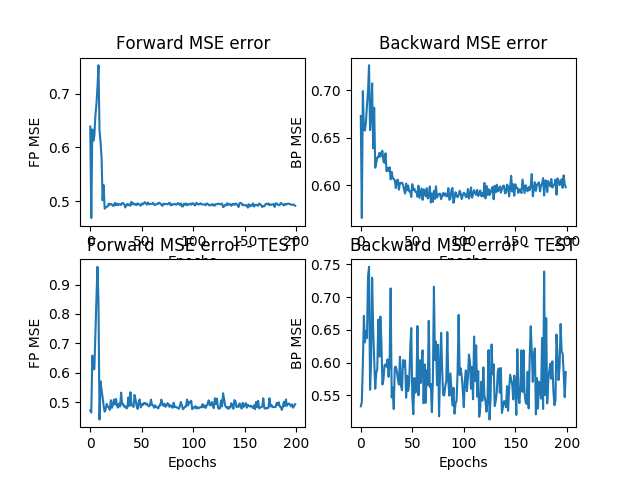 Forward MSE error
Backward MSE error
FP MSE
0.7
0.6
0.5
0 50 100 150 200
BP MSE
0.70
0.65
0.60
0 50 100 150 200
Epochs
Forward MSE error - TEST
Backward MSE error - TEST
FP MSE
0.9
0.8
0.7
0.6
0.5
0 50 100 150 200
Epochs
BP MSE
0.75
0.70
0.65
0.60
0.55
0 50 100 150 200
Epochs